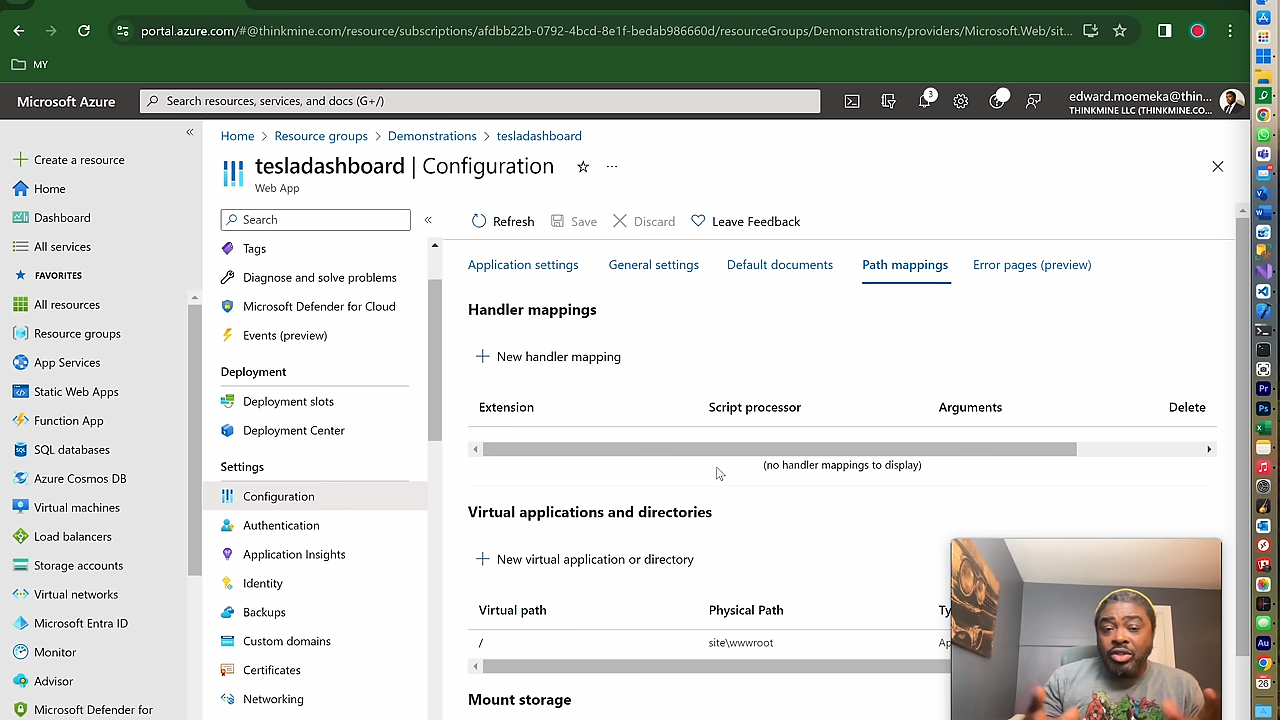 portal.azure.com/#@thinkmine.com/resource/subscriptions/afdbb22b-0792-4bcd-8e1f-bedab986660d/resourceGroups/Demonstrations/providers/Microsoft.Web/sit...
MY
Microsoft Azure
Search resources, services, and docs (G+/)
3
edward.moemeka@thin...
THINKMINE LLC (THINKMINE.CO...
Create a resource
Home
Dashboard
All services
FAVORITES
All resources
Resource groups
App Services
Static Web Apps
Function App
SQL databases
Azure Cosmos DB
Virtual machines
Load balancers
Storage accounts
Virtual networks
Microsoft Entra ID
Monitor
Advisor
Microsoft Defender for
Home > Resource groups > Demonstrations > tesladashboard
tesladashboard | Configuration
Web App
Search
Tags
Diagnose and solve problems
Microsoft Defender for Cloud
Events (preview)
Deployment
Deployment slots
Deployment Center
Settings
Configuration
Authentication
Application Insights
Identity
Backups
Custom domains
Certificates
Networking
Refresh Save Discard Leave Feedback
Application settings General settings Default documents Path mappings Error pages (preview)
Handler mappings
New handler mapping
Extension Script processor Arguments Delete
(no handler mappings to display)
Virtual applications and directories
New virtual application or directory
Virtual path Physical Path Ty
/ site\wwwroot Ap
Mount storage
Pr
Ps
Au
26